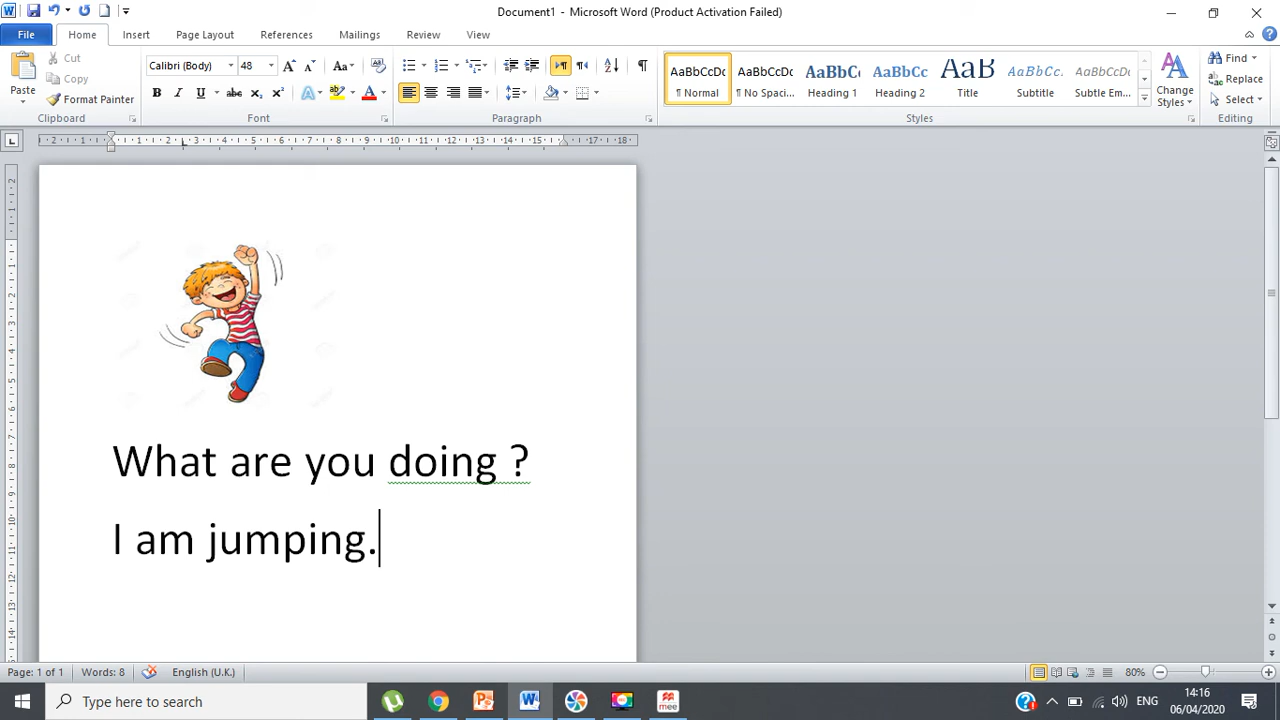 Document1 - Microsoft Word (Product Activation Failed)
File Home Insert Page Layout References Mailings Review View
Paste
Cut
Copy
Format Painter
Clipboard
Calibri (Body) 48
Font
Paragraph
AaBbCcDc AaBbCcDc AaBbC AaBbCc AaB AaBbCc. AaBbCcDc
¶ Normal ¶ No Spaci... Heading 1 Heading 2 Title Subtitle Subtle Em...
Change Styles
Styles
Find
Replace
Select
Editing
What are you doing ?
I am jumping.
Page: 1 of 1 Words: 8 English (U.K.) 80%
Type here to search
mee
ENG
14:16
06/04/2020